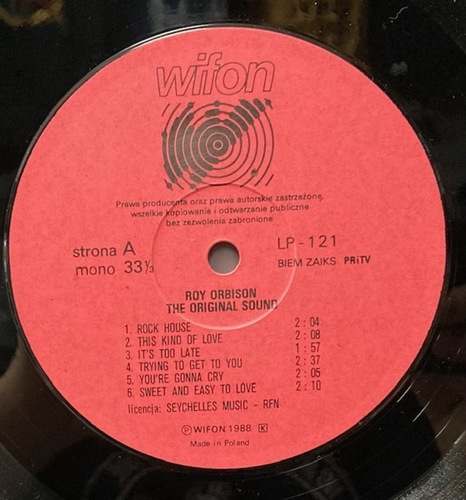 wifon
Prawa producenta oraz prawa autorskie zastrzeżone,
wszelkie kopiowanie i odtwarzanie publiczne
bez zezwolenia zabronione
strona A
mono 33⅓
LP-121
BIEM ZAIKS PRiTV
ROY ORBISON
THE ORIGINAL SOUND
1. ROCK HOUSE 2:04
2. THIS KIND OF LOVE 2:08
3. IT'S TOO LATE 1:57
4. TRYING TO GET TO YOU 2:37
5. YOU'RE GONNA CRY 2:05
6. SWEET AND EASY TO LOVE 2:10
licencja: SEYCHELLES MUSIC - RFN
Ⓟ WIFON 1988 K
Made in Poland